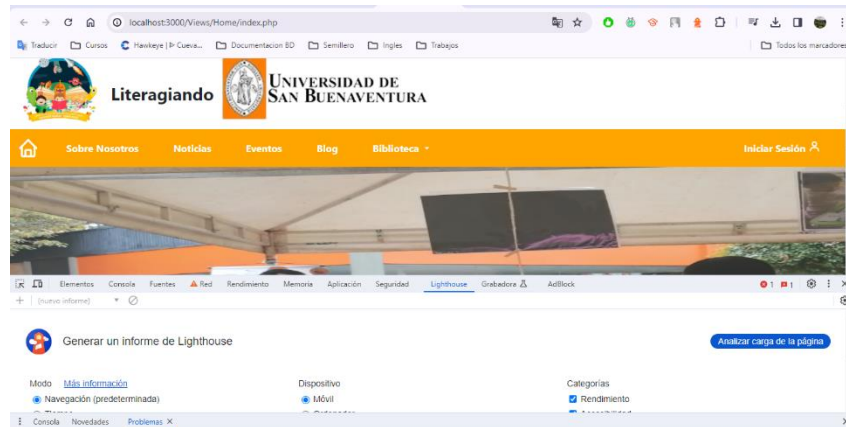 localhost:3000/Views/Home/index.php
Traducir Cursos Hawkeye | ᐅ Cueva... Documentacion BD Semillero Ingles Trabajos Todos los marcadores
Literagiando UNIVERSIDAD DE
SAN BUENAVENTURA
Sobre Nosotros Noticias Eventos Blog Biblioteca Iniciar Sesión
Elementos Consola Fuentes Red Rendimiento Memoria Aplicación Seguridad Lighthouse Grabadora AdBlock 1 1
(nuevo informe)
Generar un informe de Lighthouse Analizar carga de la página
Modo Más información Dispositivo Categorías
Navegación (predeterminada) Móvil Rendimiento
Consola Novedades Problemas